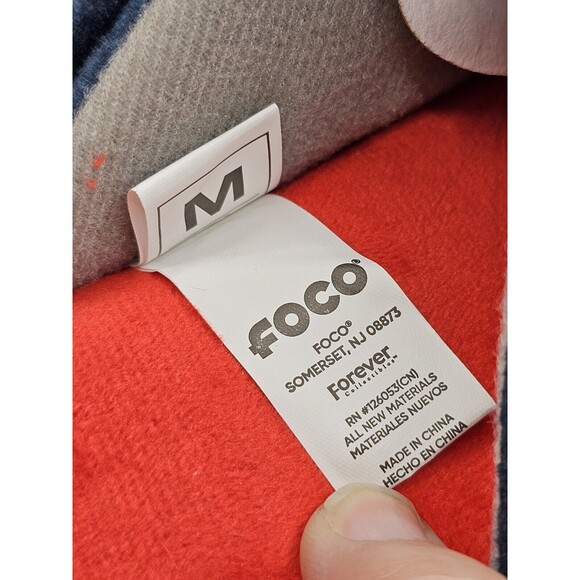 M
FOCO®
FOCO®
SOMERSET, NJ 08873
Forever
Collectibles™
RN #126053(CN)
ALL NEW MATERIALS
MATERIALES NUEVOS
MADE IN CHINA
HECHO EN CHINA